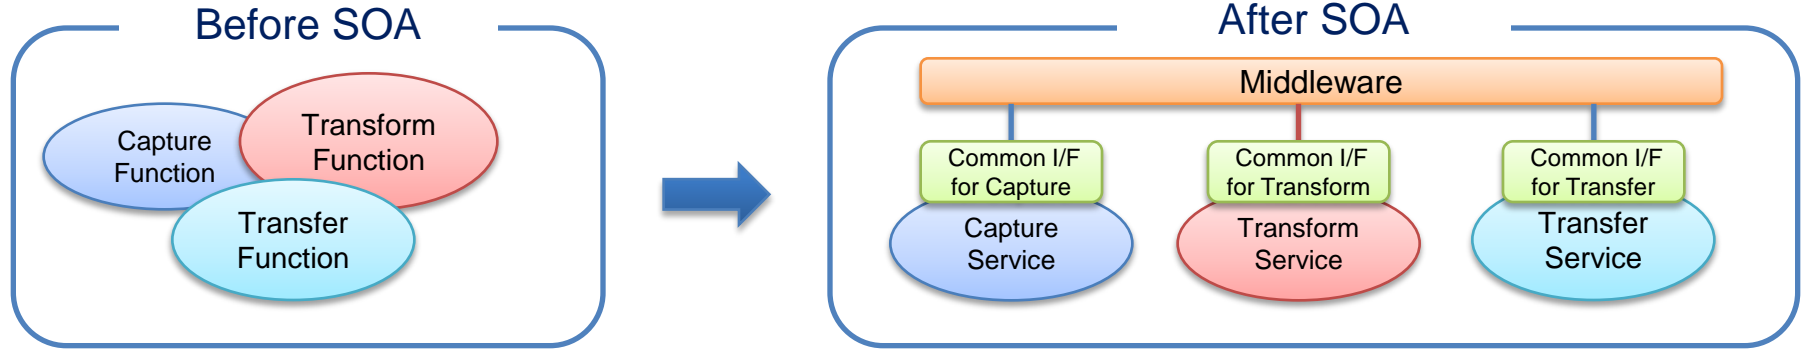 Before SOA
Capture
Function
Transform
Function
Transfer
Function
After SOA
Middleware
Common I/F
for Capture
Common I/F
for Transform
Common I/F
for Transfer
Capture
Service
Transform
Service
Transfer
Service